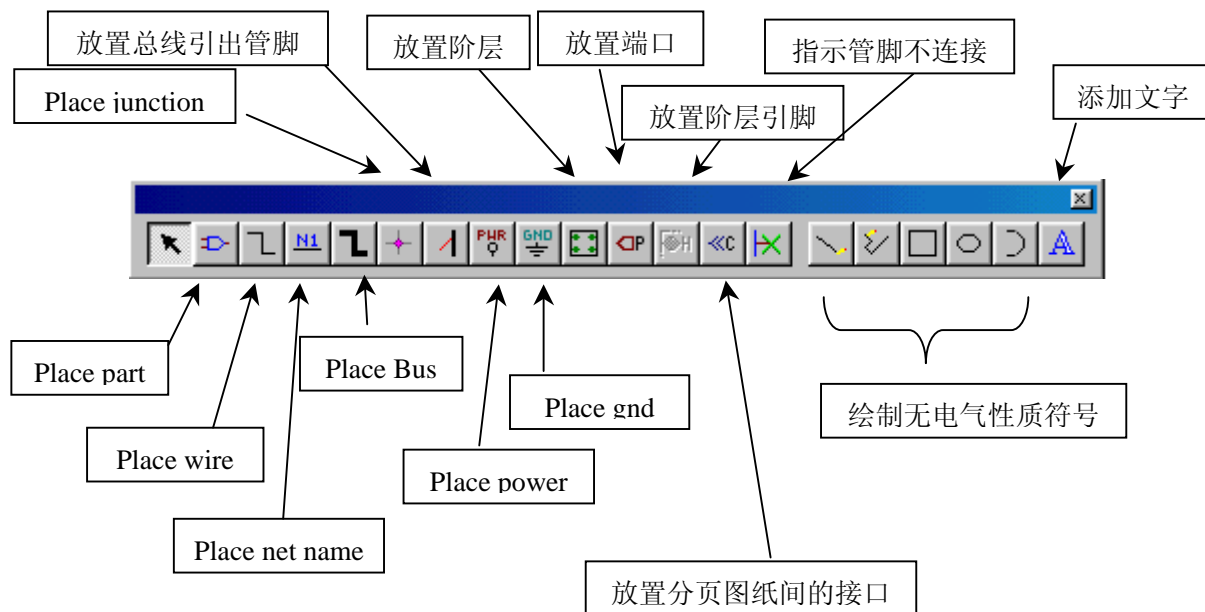 放置总线引出管脚
放置阶层
放置端口
指示管脚不连接
Place junction
放置阶层引脚
添加文字
N1
PWR
GND
P
H
C
A
Place part
Place Bus
Place gnd
绘制无电气性质符号
Place wire
Place power
Place net name
放置分页图纸间的接口